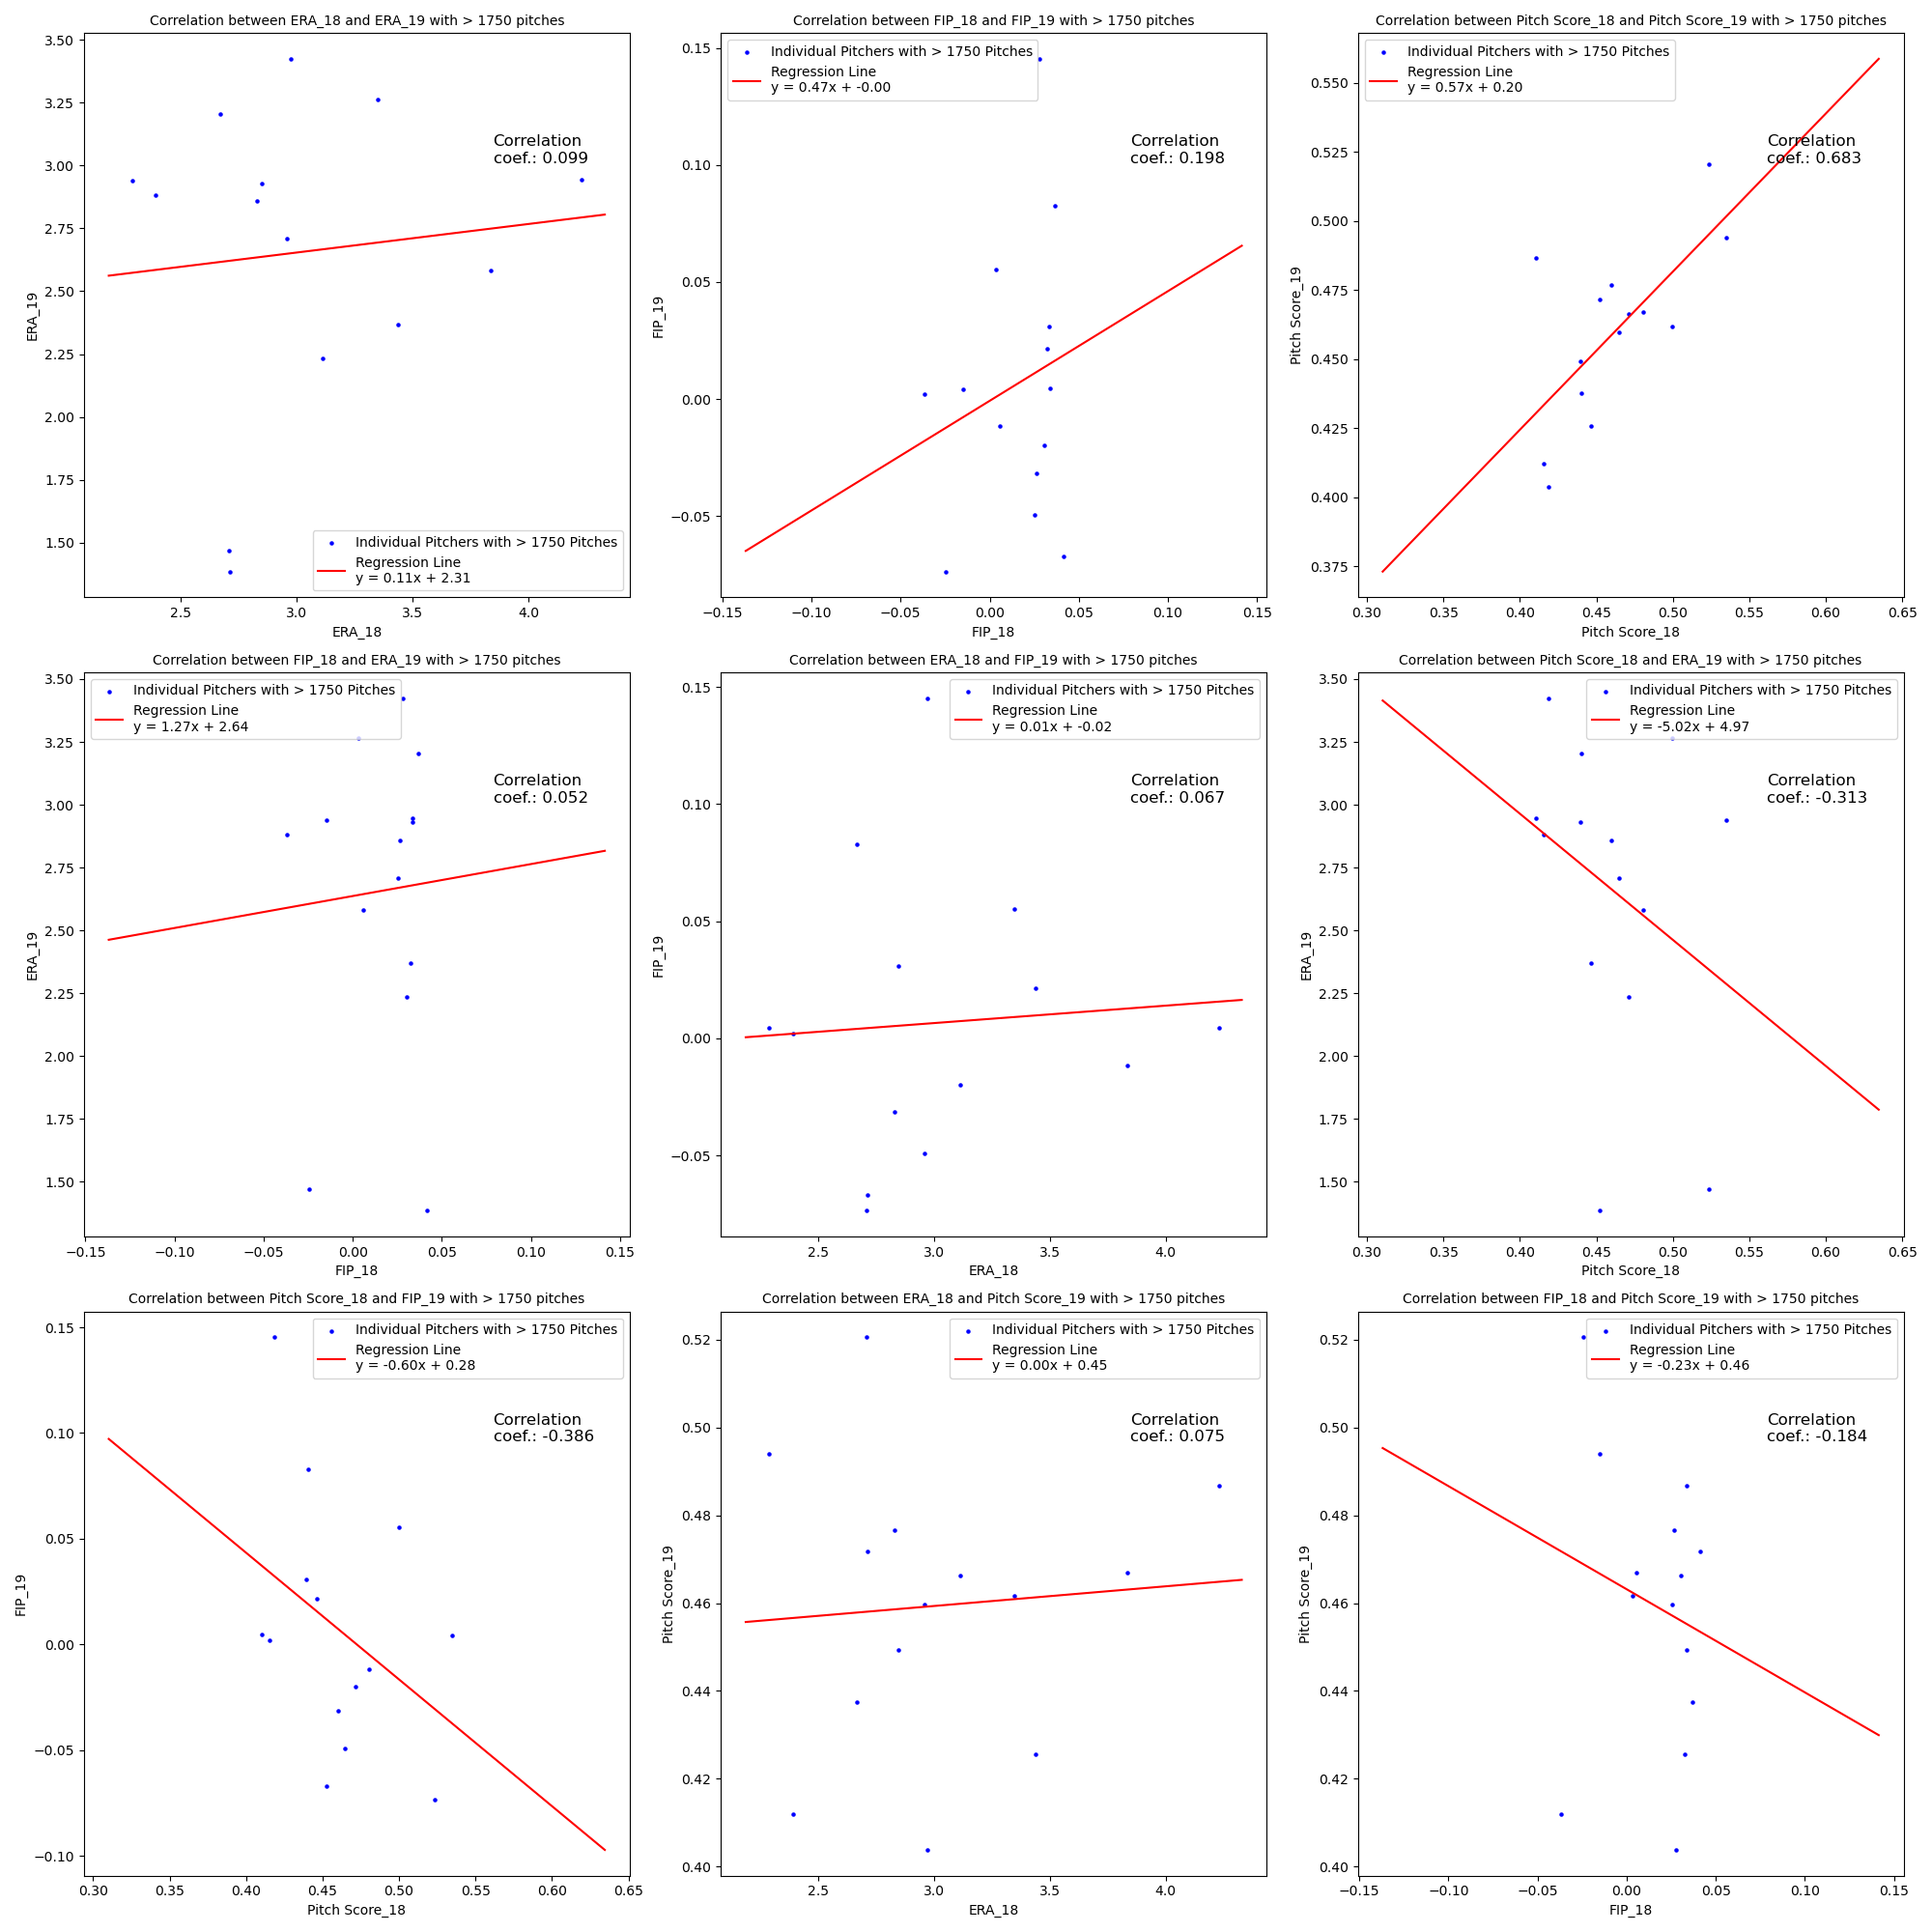 Correlation between ERA_18 and ERA_19 with > 1750 pitches
3.50
3.25
3.00
2.75
2.50
2.25
2.00
1.75
1.50
ERA_19
Correlation
coef.: 0.099
Individual Pitchers with > 1750 Pitches
Regression Line
y = 0.11x + 2.31
2.5 3.0 3.5 4.0
ERA_18
Correlation between FIP_18 and FIP_19 with > 1750 pitches
Individual Pitchers with > 1750 Pitches
Regression Line
y = 0.47x + -0.00
Correlation
coef.: 0.198
0.15
0.10
0.05
0.00
−0.05
FIP_19
−0.15 −0.10 −0.05 0.00 0.05 0.10 0.15
FIP_18
Correlation between Pitch Score_18 and Pitch Score_19 with > 1750 pitches
Individual Pitchers with > 1750 Pitches
Regression Line
y = 0.57x + 0.20
Correlation
coef.: 0.683
0.550
0.525
0.500
0.475
0.450
0.425
0.400
0.375
Pitch Score_19
0.30 0.35 0.40 0.45 0.50 0.55 0.60 0.65
Pitch Score_18
Correlation between FIP_18 and ERA_19 with > 1750 pitches
Individual Pitchers with > 1750 Pitches
Regression Line
y = 1.27x + 2.64
Correlation
coef.: 0.052
3.50
3.25
3.00
2.75
2.50
2.25
2.00
1.75
1.50
ERA_19
−0.15 −0.10 −0.05 0.00 0.05 0.10 0.15
FIP_18
Correlation between ERA_18 and FIP_19 with > 1750 pitches
Individual Pitchers with > 1750 Pitches
Regression Line
y = 0.01x + -0.02
Correlation
coef.: 0.067
0.15
0.10
0.05
0.00
−0.05
FIP_19
2.5 3.0 3.5 4.0
ERA_18
Correlation between Pitch Score_18 and ERA_19 with > 1750 pitches
Individual Pitchers with > 1750 Pitches
Regression Line
y = -5.02x + 4.97
Correlation
coef.: -0.313
3.50
3.25
3.00
2.75
2.50
2.25
2.00
1.75
1.50
ERA_19
0.30 0.35 0.40 0.45 0.50 0.55 0.60 0.65
Pitch Score_18
Correlation between Pitch Score_18 and FIP_19 with > 1750 pitches
Individual Pitchers with > 1750 Pitches
Regression Line
y = -0.60x + 0.28
Correlation
coef.: -0.386
0.15
0.10
0.05
0.00
−0.05
−0.10
FIP_19
0.30 0.35 0.40 0.45 0.50 0.55 0.60 0.65
Pitch Score_18
Correlation between ERA_18 and Pitch Score_19 with > 1750 pitches
Individual Pitchers with > 1750 Pitches
Regression Line
y = 0.00x + 0.45
Correlation
coef.: 0.075
0.52
0.50
0.48
0.46
0.44
0.42
0.40
Pitch Score_19
2.5 3.0 3.5 4.0
ERA_18
Correlation between FIP_18 and Pitch Score_19 with > 1750 pitches
Individual Pitchers with > 1750 Pitches
Regression Line
y = -0.23x + 0.46
Correlation
coef.: -0.184
0.52
0.50
0.48
0.46
0.44
0.42
0.40
Pitch Score_19
−0.15 −0.10 −0.05 0.00 0.05 0.10 0.15
FIP_18